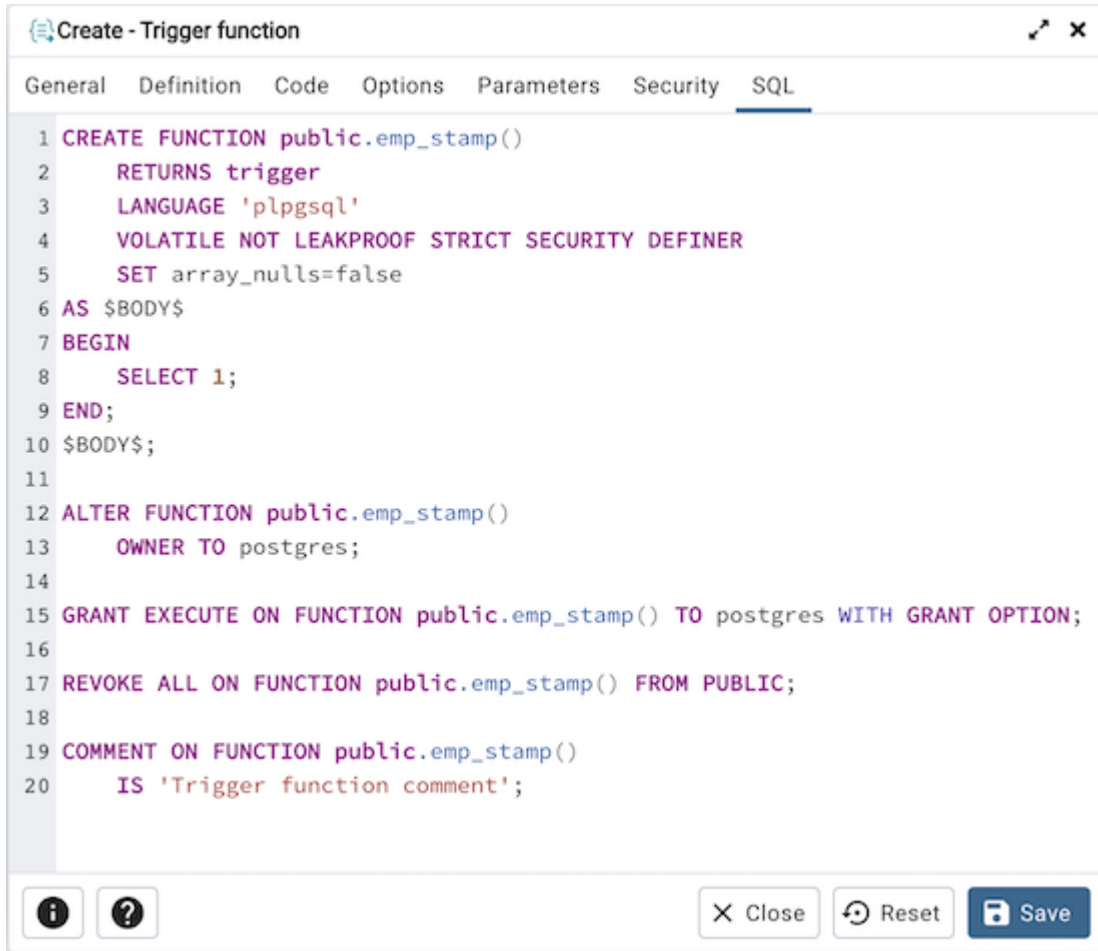 Create - Trigger function
General Definition Code Options Parameters Security SQL
1 CREATE FUNCTION public.emp_stamp()
2     RETURNS trigger
3     LANGUAGE 'plpgsql'
4     VOLATILE NOT LEAKPROOF STRICT SECURITY DEFINER
5     SET array_nulls=false
6 AS $BODY$
7 BEGIN
8     SELECT 1;
9 END;
10 $BODY$;
11
12 ALTER FUNCTION public.emp_stamp()
13     OWNER TO postgres;
14
15 GRANT EXECUTE ON FUNCTION public.emp_stamp() TO postgres WITH GRANT OPTION;
16
17 REVOKE ALL ON FUNCTION public.emp_stamp() FROM PUBLIC;
18
19 COMMENT ON FUNCTION public.emp_stamp()
20     IS 'Trigger function comment';
Close Reset Save